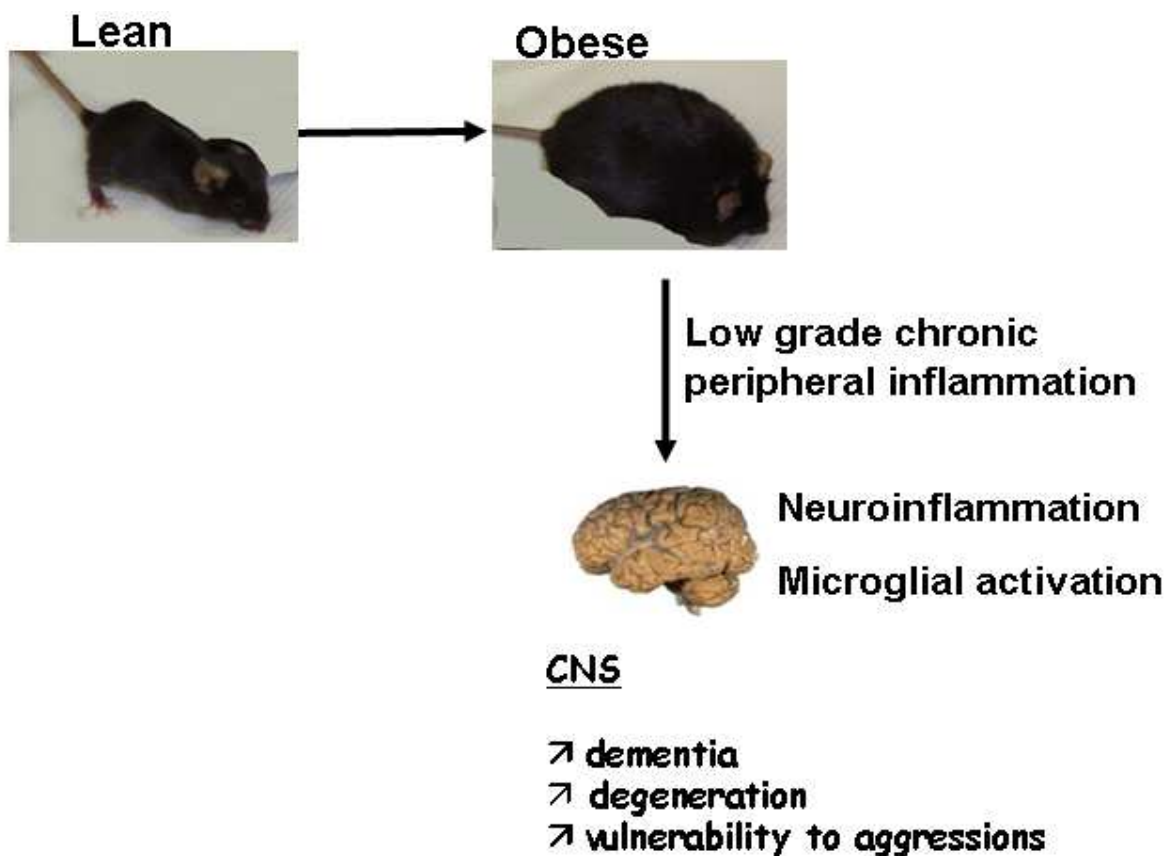 Lean
Obese
Low grade chronic
peripheral inflammation
Neuroinflammation
Microglial activation
CNS
↗ dementia
↗ degeneration
↗ vulnerability to aggressions